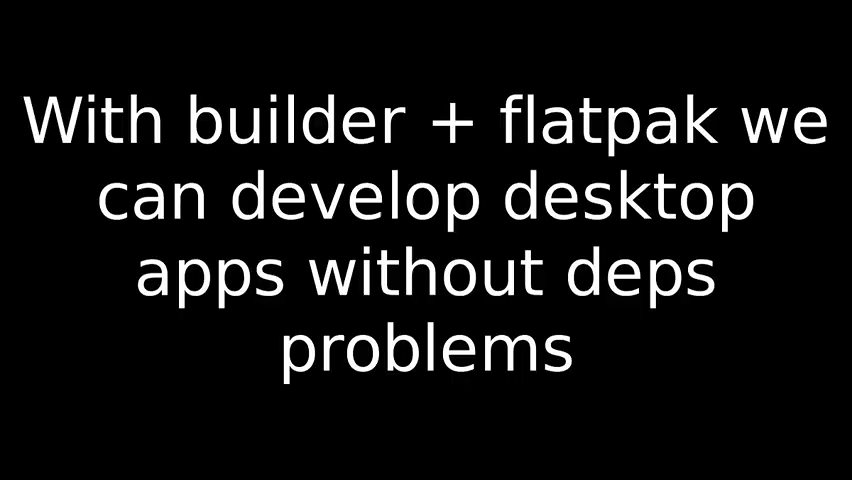 With builder + flatpak we
can develop desktop
apps without deps
problems